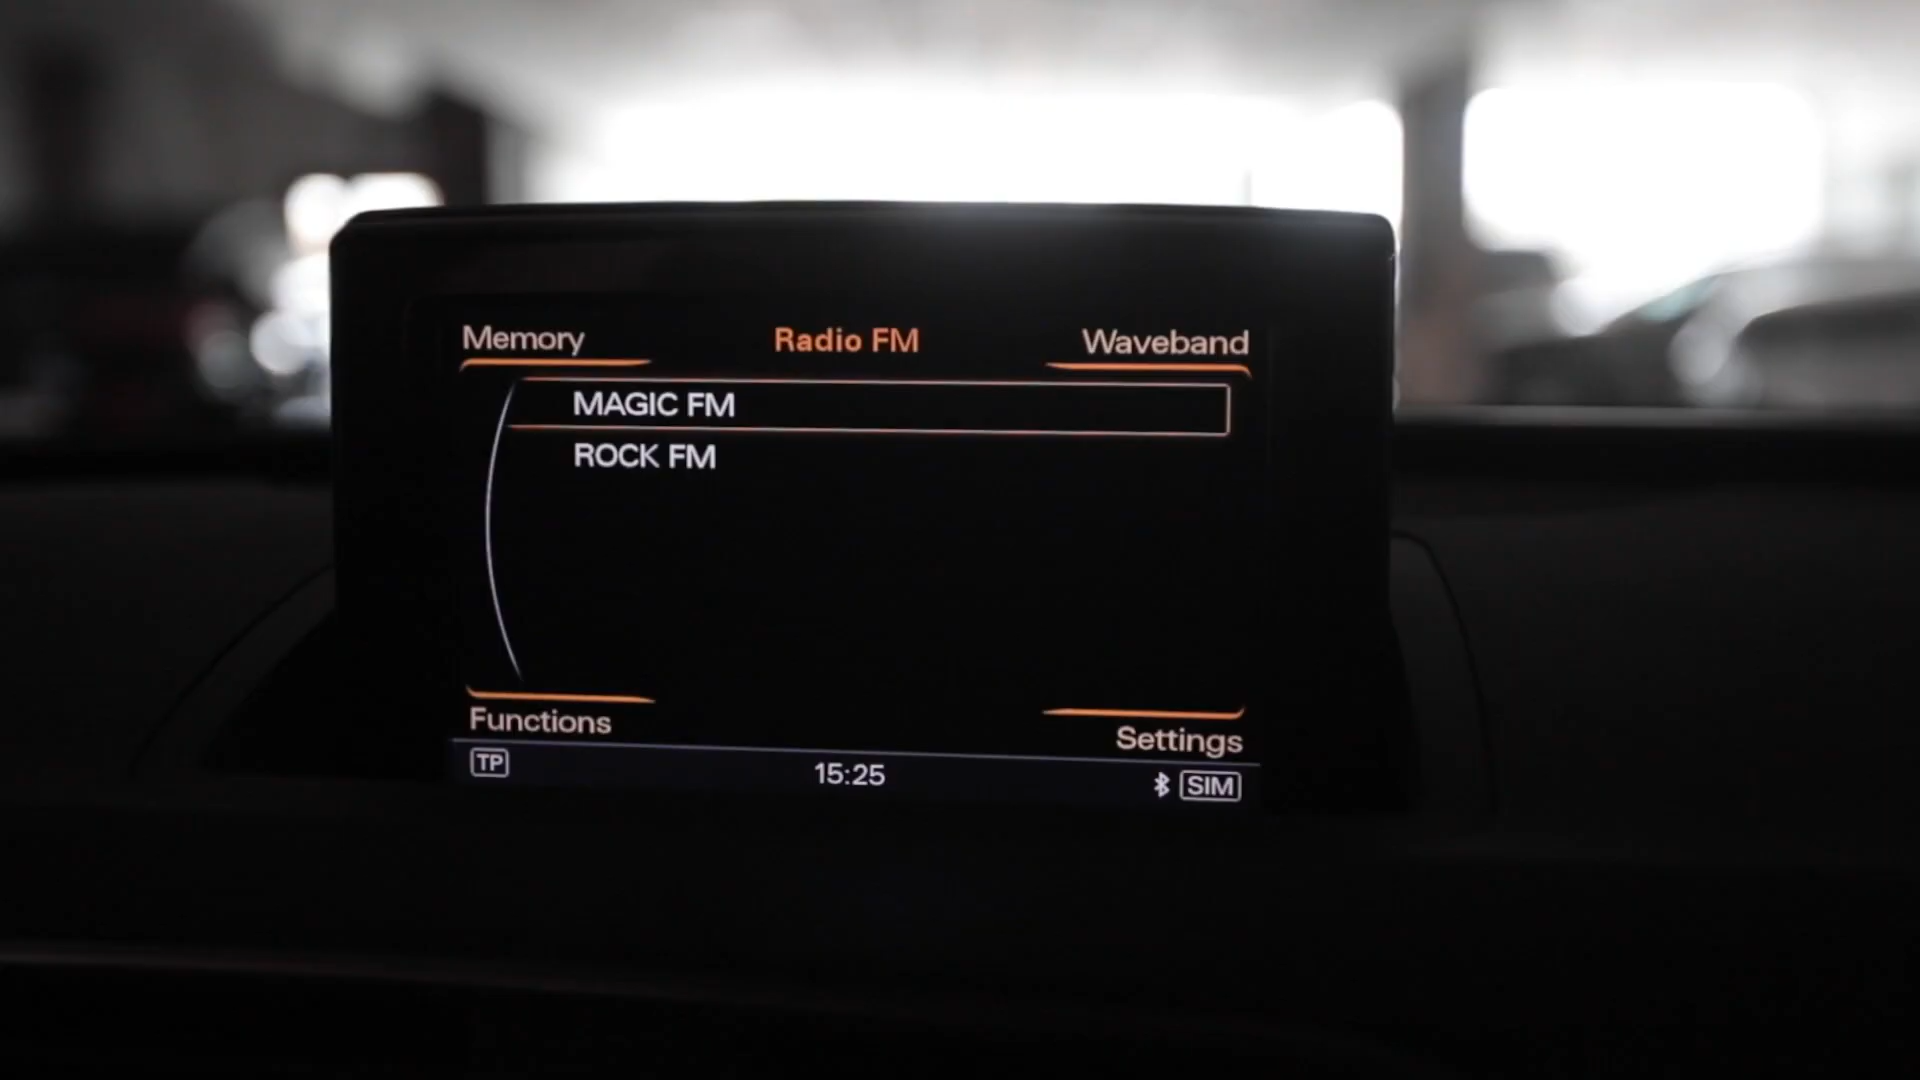 Memory Radio FM Waveband
MAGIC FM
ROCK FM
Functions Settings
TP 15:25 SIM